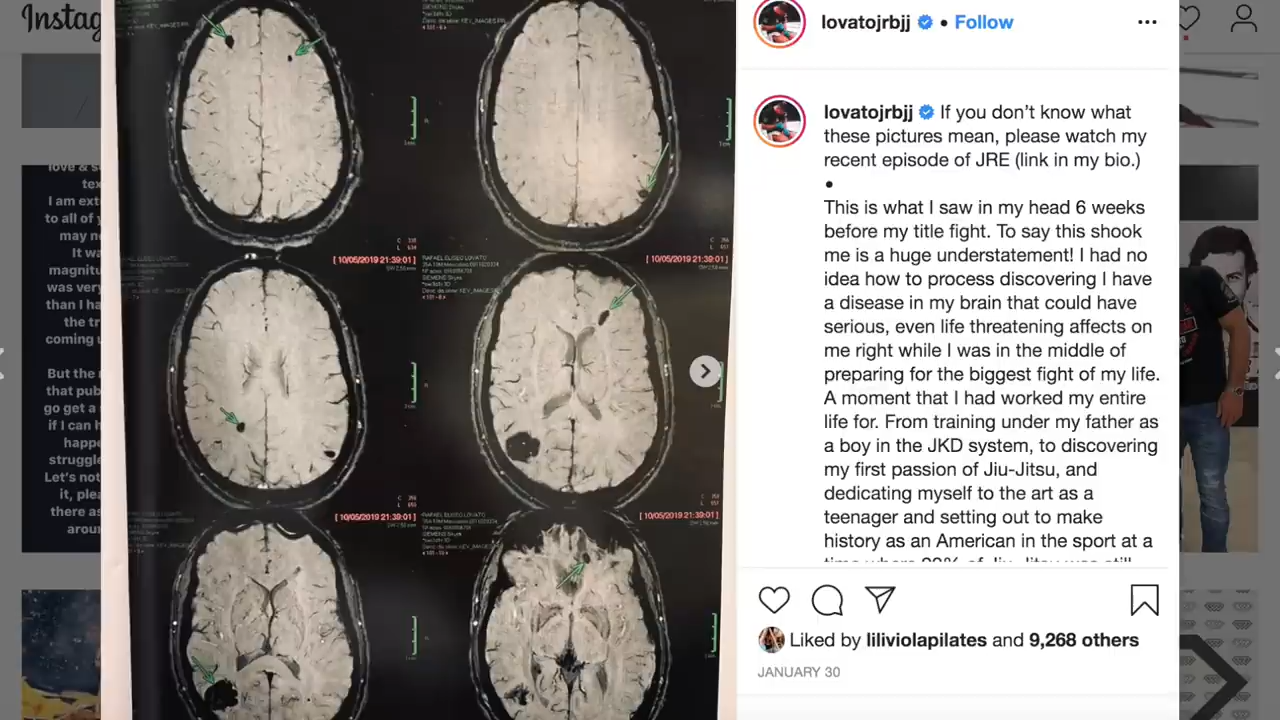 Instag
lovatojrbjj • Follow
lovatojrbjj If you don’t know what
these pictures mean, please watch my
recent episode of JRE (link in my bio.)
•
This is what I saw in my head 6 weeks
before my title fight. To say this shook
me is a huge understatement! I had no
idea how to process discovering I have
a disease in my brain that could have
serious, even life threatening affects on
me right while I was in the middle of
preparing for the biggest fight of my life.
A moment that I had worked my entire
life for. From training under my father as
a boy in the JKD system, to discovering
my first passion of Jiu-Jitsu, and
dedicating myself to the art as a
teenager and setting out to make
history as an American in the sport at a
Liked by liliviolapilates and 9,268 others
JANUARY 30
love & s
tex
I am ext
to all of y
may n
It wa
magnitu
was very
than I ha
the tr
coming u
But the
that pub
go get a
if I can h
happe
struggle
Let's not
it, plea
there as
arour
[ 10/05/2019 21:39:01 ]
[ 10/05/2019 21:39:01 ]
[ 10/05/2019 21:39:01 ]
[ 10/05/2019 21:39:01 ]